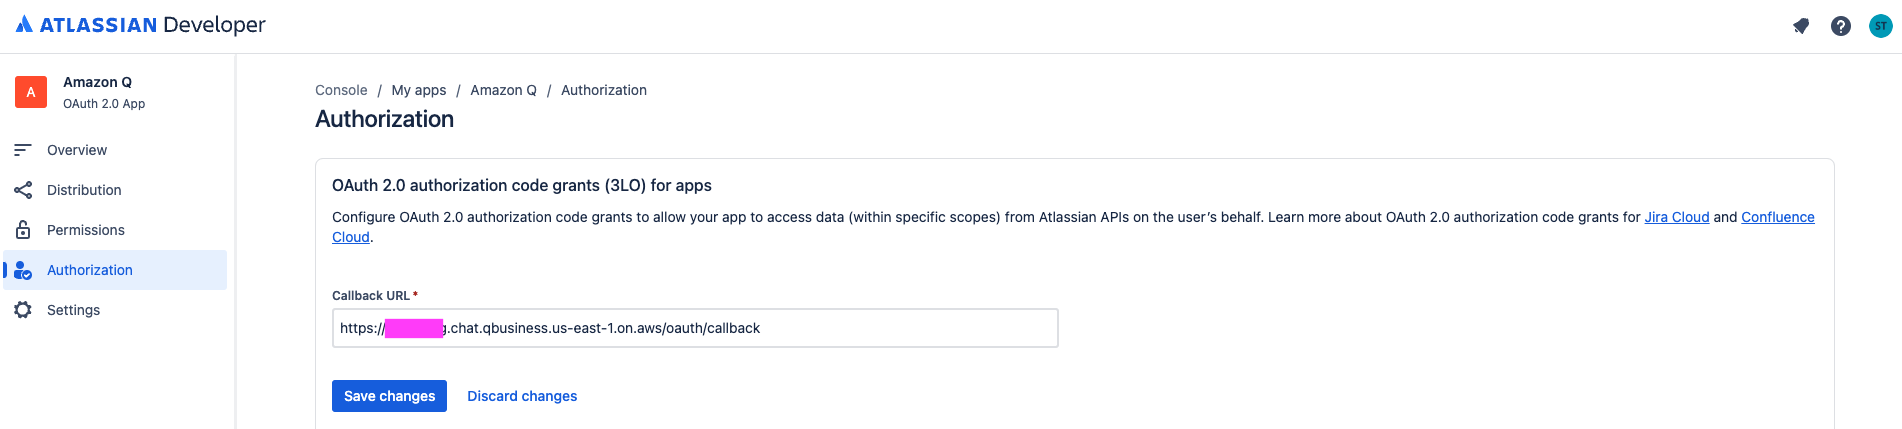 ATLASSIAN Developer
ST
A
Amazon Q
OAuth 2.0 App
Overview
Distribution
Permissions
Authorization
Settings
Console / My apps / Amazon Q / Authorization
Authorization
OAuth 2.0 authorization code grants (3LO) for apps
Configure OAuth 2.0 authorization code grants to allow your app to access data (within specific scopes) from Atlassian APIs on the user’s behalf. Learn more about OAuth 2.0 authorization code grants for Jira Cloud and Confluence
Cloud.
Callback URL *
https:// .chat.qbusiness.us-east-1.on.aws/oauth/callback
Save changes Discard changes